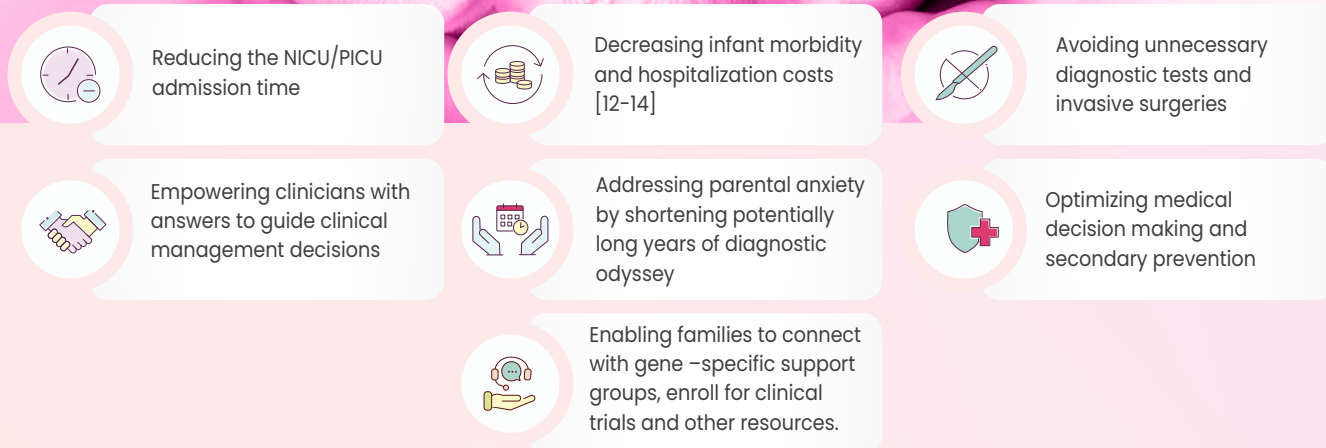 Reducing the NICU/PICU
admission time
Decreasing infant morbidity
and hospitalization costs
[12-14]
Avoiding unnecessary
diagnostic tests and
invasive surgeries
Empowering clinicians with
answers to guide clinical
management decisions
Addressing parental anxiety
by shortening potentially
long years of diagnostic
odyssey
Optimizing medical
decision making and
secondary prevention
Enabling families to connect
with gene –specific support
groups, enroll for clinical
trials and other resources.